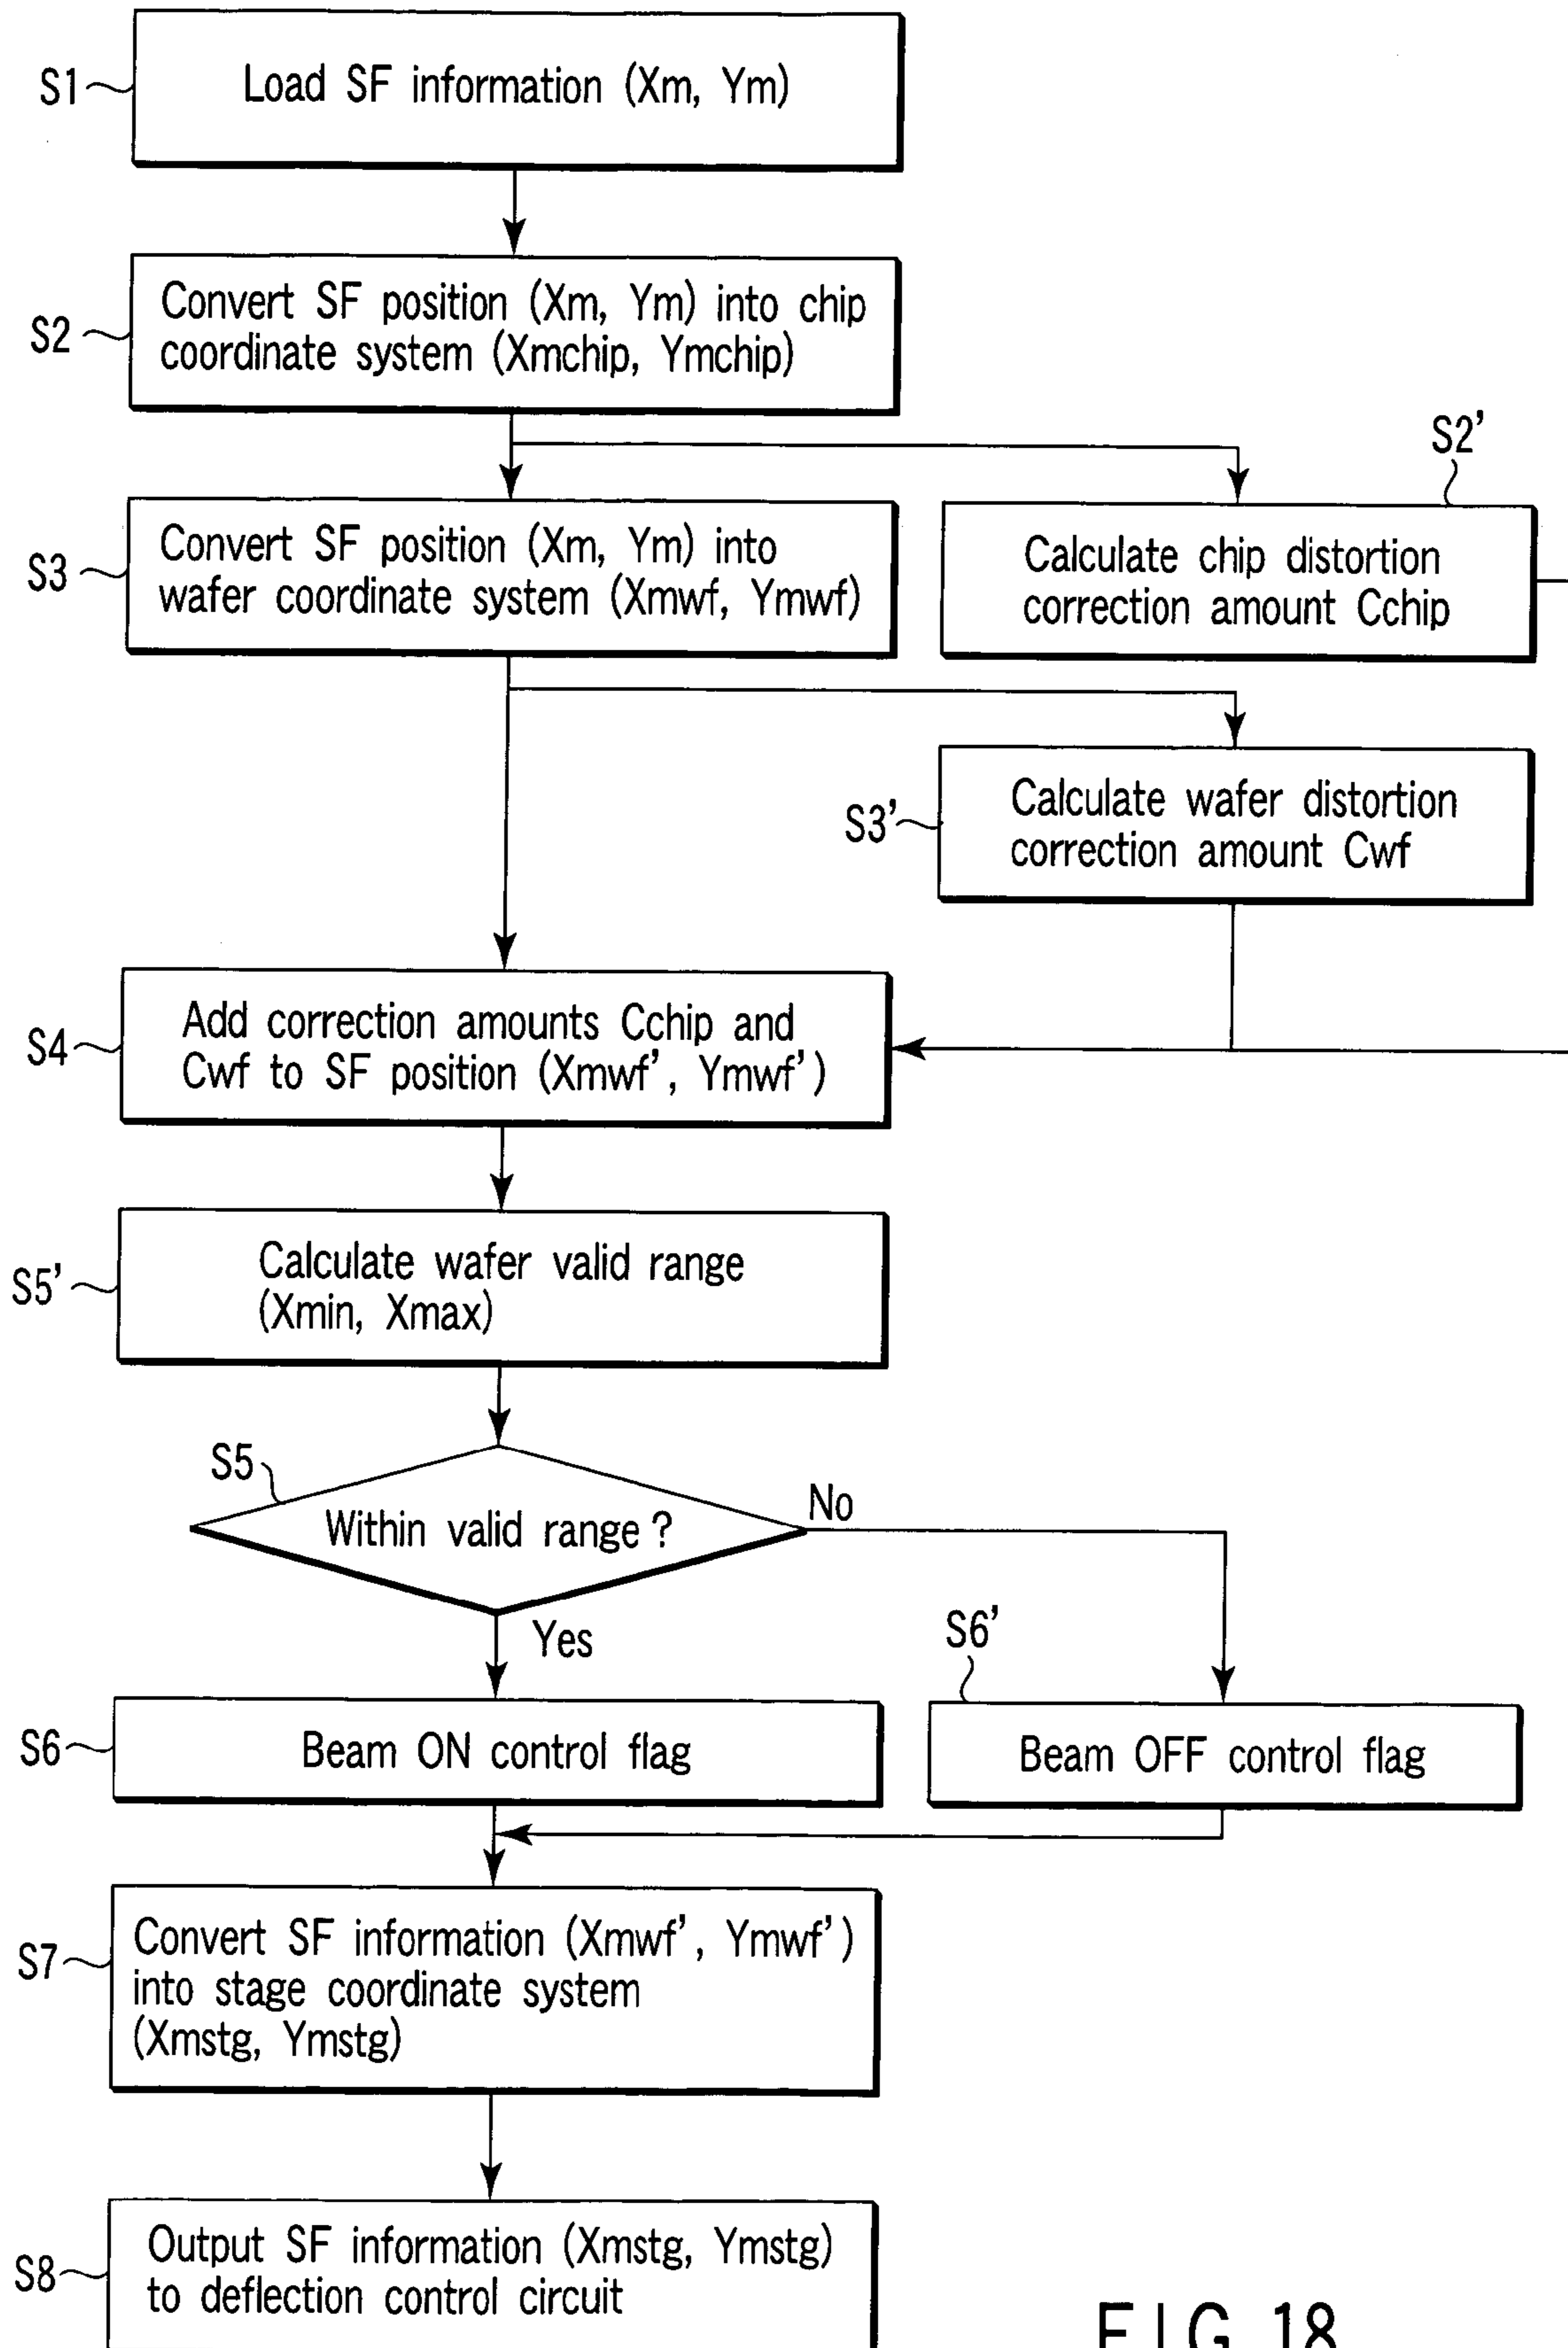 S1
Load SF information (Xm, Ym)
S2
Convert SF position (Xm, Ym) into chip
coordinate system (Xmchip, Ymchip)
S2'
S3
Convert SF position (Xm, Ym) into
wafer coordinate system (Xmwf, Ymwf)
Calculate chip distortion
correction amount Cchip
S3'
Calculate wafer distortion
correction amount Cwf
S4
Add correction amounts Cchip and
Cwf to SF position (Xmwf', Ymwf')
S5'
Calculate wafer valid range
(Xmin, Xmax)
S5
Within valid range ?
No
Yes
S6'
S6
Beam ON control flag
Beam OFF control flag
S7
Convert SF information (Xmwf', Ymwf')
into stage coordinate system
(Xmstg, Ymstg)
S8
Output SF information (Xmstg, Ymstg)
to deflection control circuit
FIG. 18